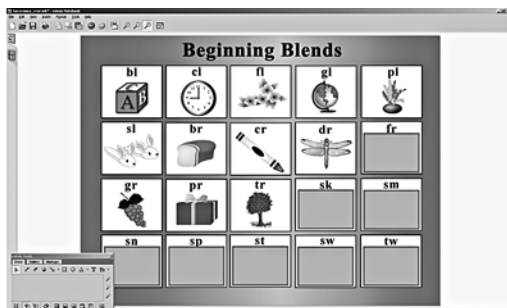 Beginning Blends
bl cl fl gl pl
A
sl br cr dr fr
gr pr tr sk sm
sn sp st sw tw